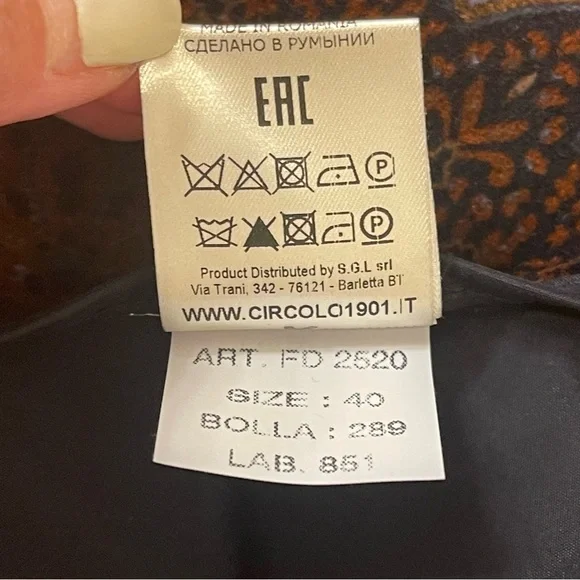 MADE IN ROMANIA
СДЕЛАНО В РУМЫНИИ
EAC
P
P
Product Distributed by S.G.L srl
Via Trani, 342 - 76121 - Barletta BT
WWW.CIRCOLO1901.IT
ART. FD 2520
SIZE : 40
BOLLA : 289
LAB. 851